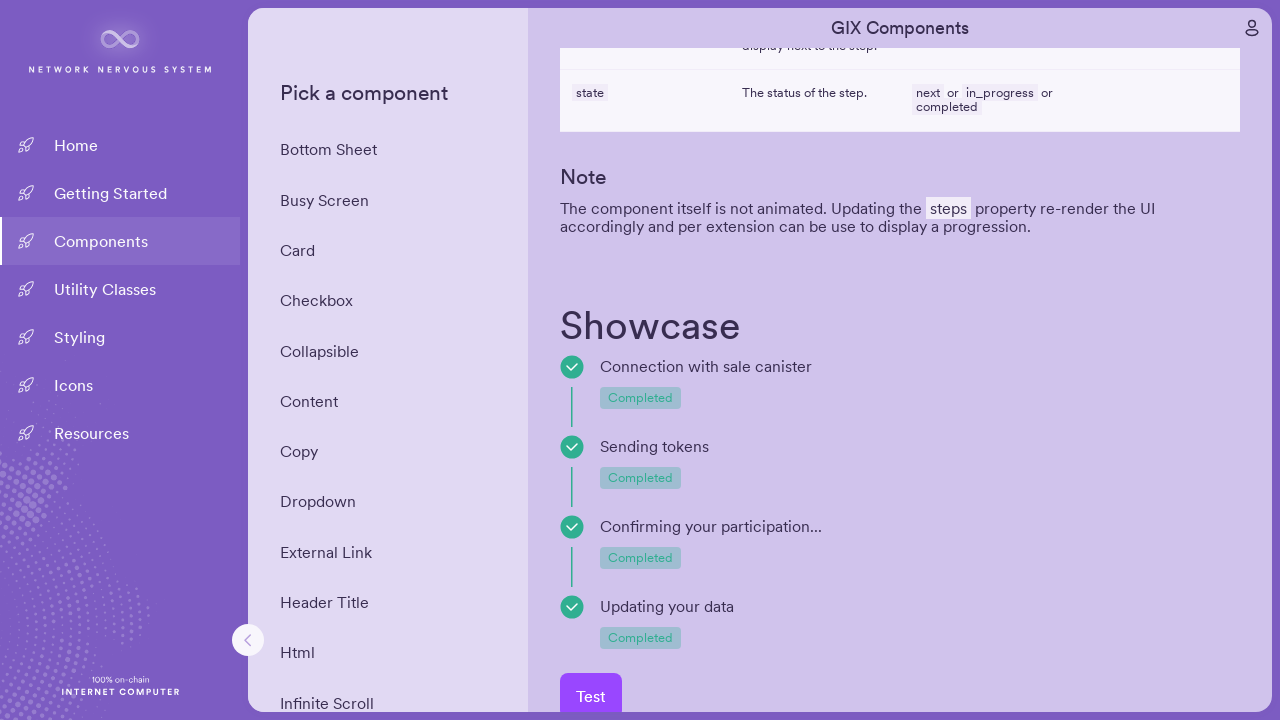 NETWORK NERVOUS SYSTEM
Home
Getting Started
Components
Utility Classes
Styling
Icons
Resources
100% on-chain
INTERNET COMPUTER
Pick a component
Bottom Sheet
Busy Screen
Card
Checkbox
Collapsible
Content
Copy
Dropdown
External Link
Header Title
Html
Infinite Scroll
GIX Components
display next to the step.
state The status of the step. next or in_progress or
completed
Note
The component itself is not animated. Updating the steps property re-render the UI
accordingly and per extension can be use to display a progression.
Showcase
Connection with sale canister
Completed
Sending tokens
Completed
Confirming your participation...
Completed
Updating your data
Completed
Test